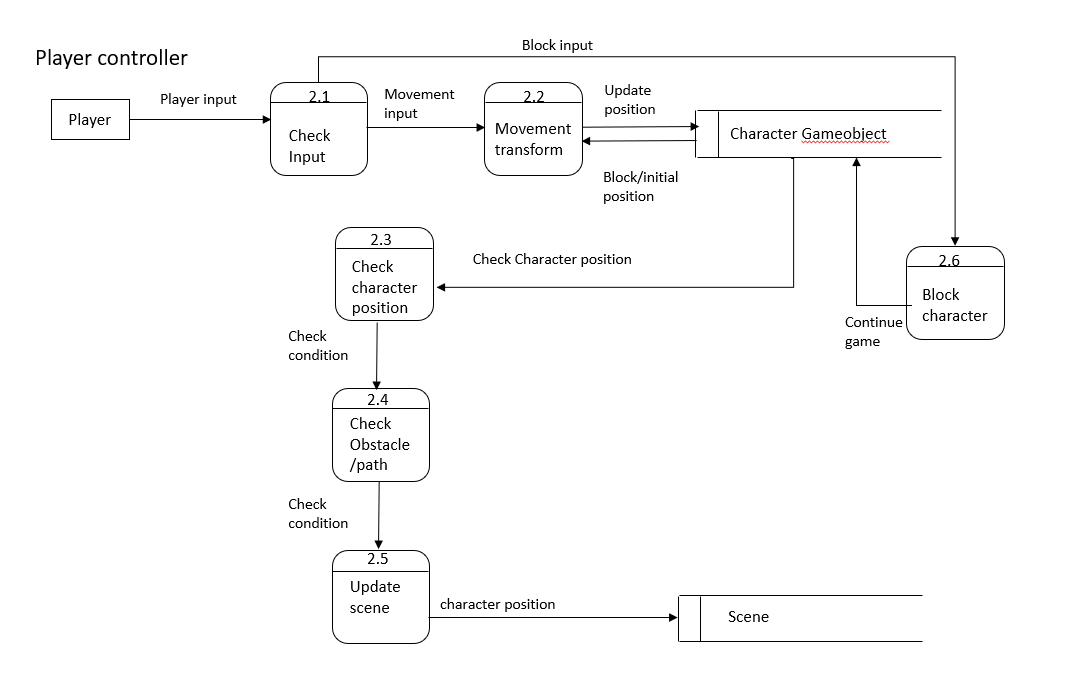 Block input
Player controller
Player input
Player
2.1
Check
Input
Movement
input
2.2
Movement
transform
Update
position
Character Gameobject
Block/initial
position
2.3
Check
character
position
Check Character position
2.6
Block
character
Continue
game
Check
condition
2.4
Check
Obstacle
/path
Check
condition
2.5
Update
scene
character position
Scene